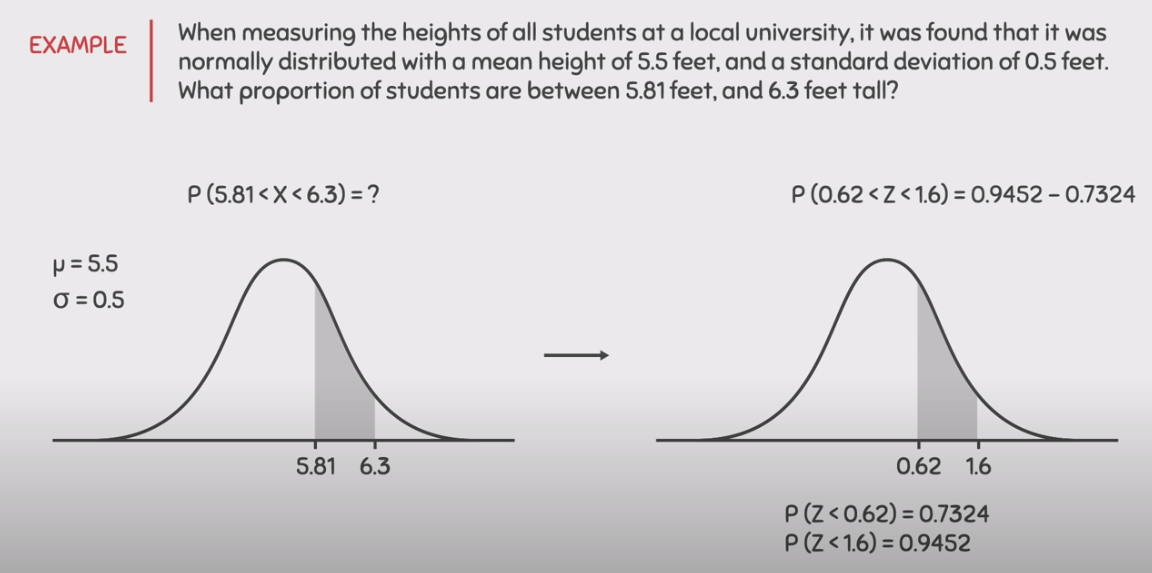 EXAMPLE
When measuring the heights of all students at a local university, it was found that it was
normally distributed with a mean height of 5.5 feet, and a standard deviation of 0.5 feet.
What proportion of students are between 5.81 feet, and 6.3 feet tall?
P (5.81 < X < 6.3) = ?
P (0.62 < Z < 1.6) = 0.9452 – 0.7324
μ = 5.5
σ = 0.5
5.81 6.3
0.62 1.6
P (Z < 0.62) = 0.7324
P (Z < 1.6) = 0.9452